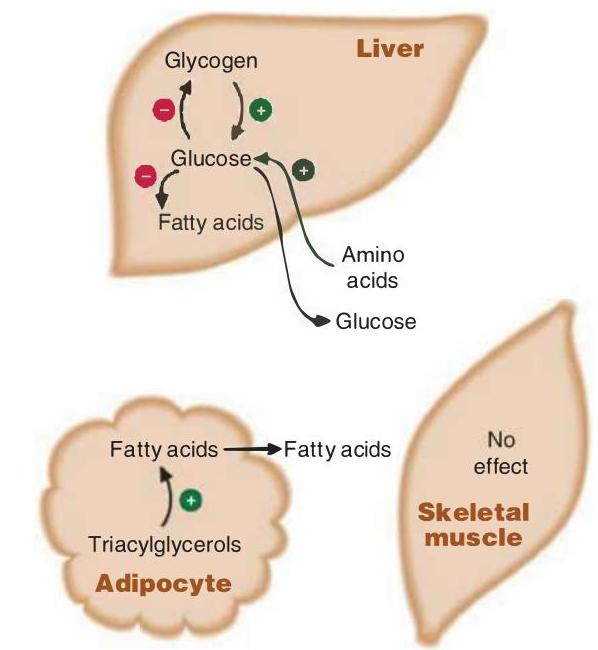 Liver
Glycogen
−
+
Glucose
−
+
Fatty acids
Amino
acids
Glucose
Fatty acids
Fatty acids
+
Triacylglycerols
Adipocyte
No
effect
Skeletal
muscle